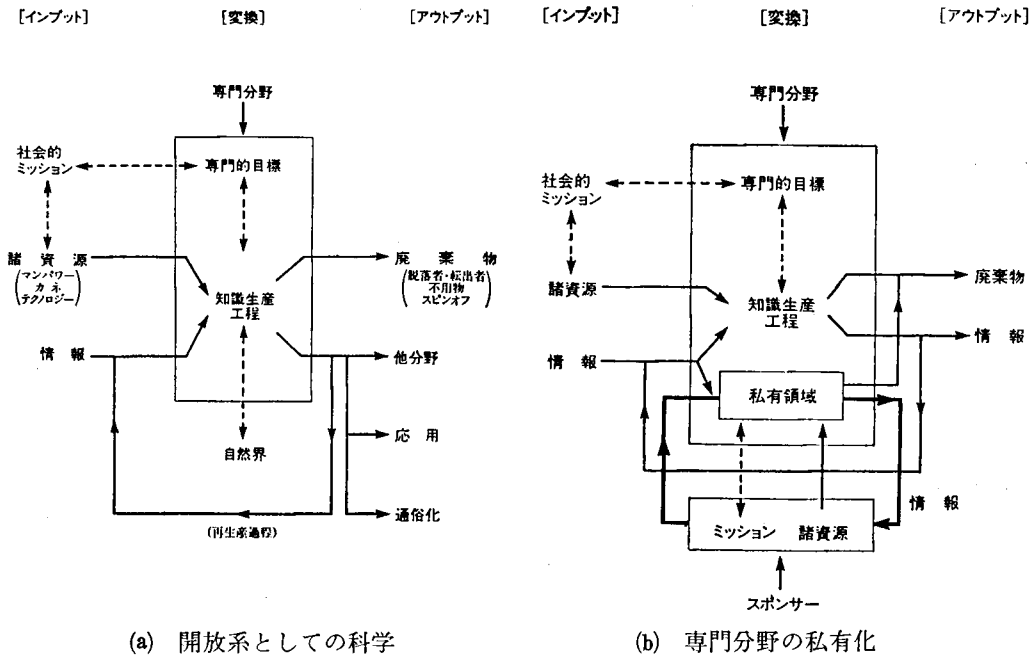 [インプット]
[変換]
[アウトプット]
専門分野
社会的
ミッション
専門的目標
諸資源
(マンパワー
カネ
テクノロジー)
廃棄物
(脱落者・転出者
不用物
スピンオフ)
知識生産
工程
情報
他分野
応用
自然界
通俗化
(再生産過程)
(a) 開放系としての科学
[インプット]
[変換]
[アウトプット]
専門分野
社会的
ミッション
専門的目標
諸資源
知識生産
工程
廃棄物
情報
情報
私有領域
情報
ミッション 諸資源
スポンサー
(b) 専門分野の私有化